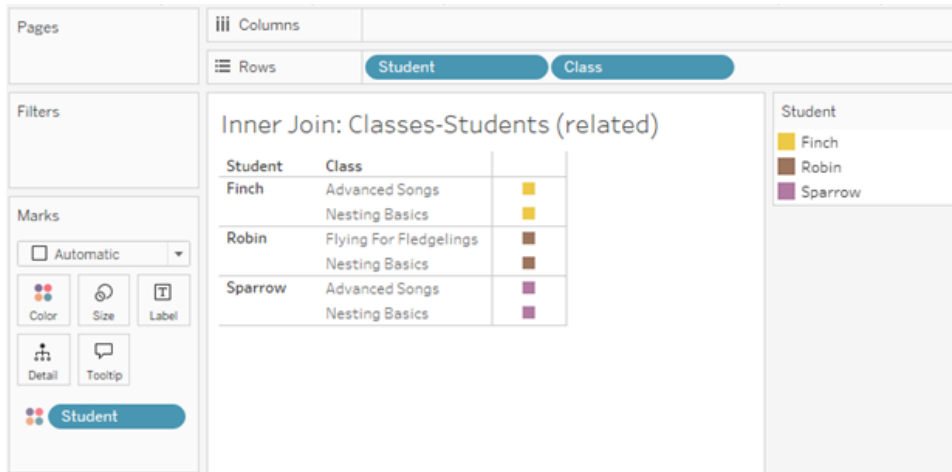 Pages
Columns
Rows Student Class
Filters
Inner Join: Classes-Students (related)
Student Class
Finch Advanced Songs
Nesting Basics
Robin Flying For Fledgelings
Nesting Basics
Sparrow Advanced Songs
Nesting Basics
Marks
Automatic
Color Size Label
Detail Tooltip
Student
Student
Finch
Robin
Sparrow